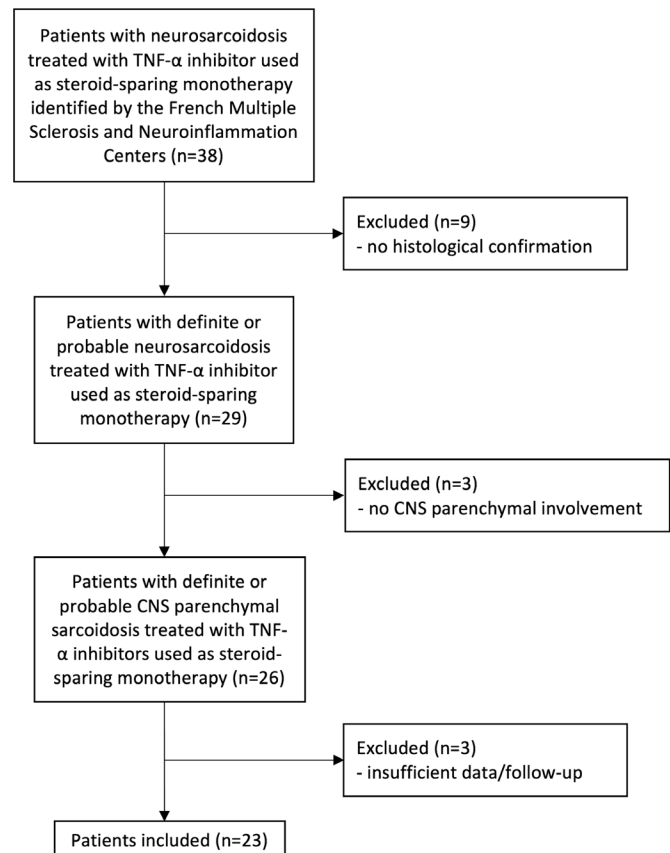 Patients with neurosarcoidosis
treated with TNF-α inhibitor used
as steroid-sparing monotherapy
identified by the French Multiple
Sclerosis and Neuroinflammation
Centers (n=38)
Excluded (n=9)
- no histological confirmation
Patients with definite or
probable neurosarcoidosis
treated with TNF-α inhibitor
used as steroid-sparing
monotherapy (n=29)
Excluded (n=3)
- no CNS parenchymal involvement
Patients with definite or
probable CNS parenchymal
sarcoidosis treated with TNF-
α inhibitors used as steroid-
sparing monotherapy (n=26)
Excluded (n=3)
- insufficient data/follow-up
Patients included (n=23)